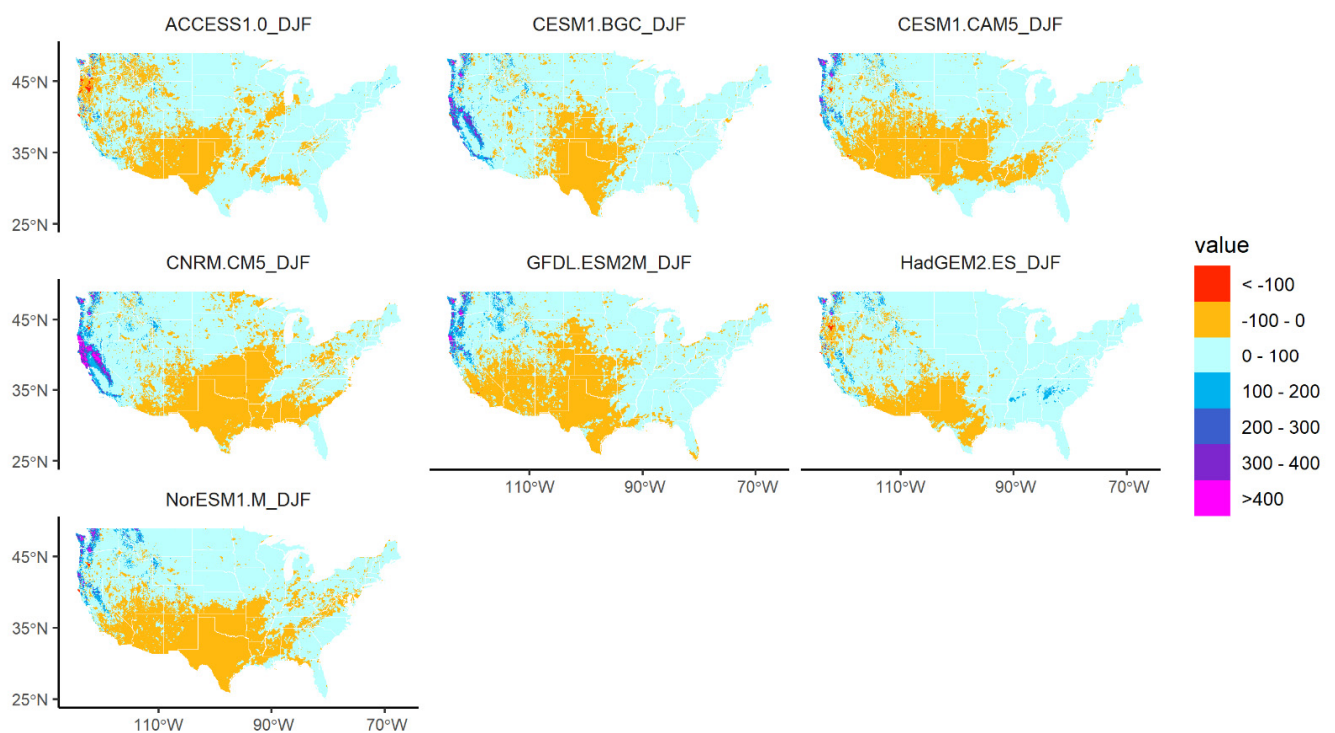 ACCESS1.0_DJF
CESM1.BGC_DJF
CESM1.CAM5_DJF
45°N
35°N
25°N
CNRM.CM5_DJF
GFDL.ESM2M_DJF
HadGEM2.ES_DJF
45°N
35°N
25°N
110°W
90°W
70°W
110°W
90°W
70°W
NorESM1.M_DJF
45°N
35°N
25°N
110°W
90°W
70°W
value
< -100
-100 - 0
0 - 100
100 - 200
200 - 300
300 - 400
>400